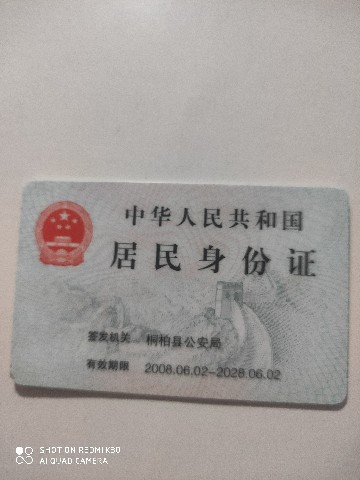 中华人民共和国
居民身份证
签发机关 桐柏县公安局
有效期限 2008.06.02-2028.06.02
SHOT ON REDMI K30
AI QUAD CAMERA